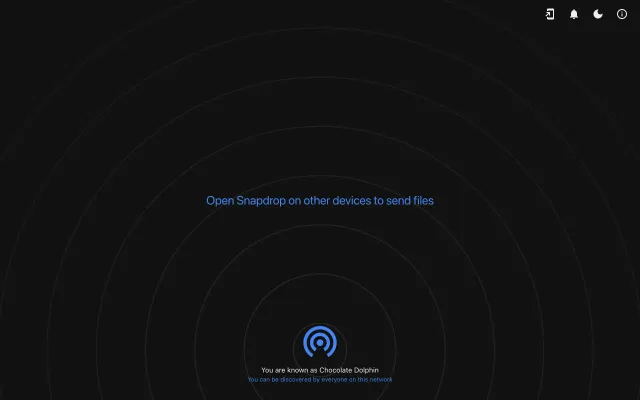 Open Snapdrop on other devices to send files
You are known as Chocolate Dolphin
You can be discovered by everyone on this network